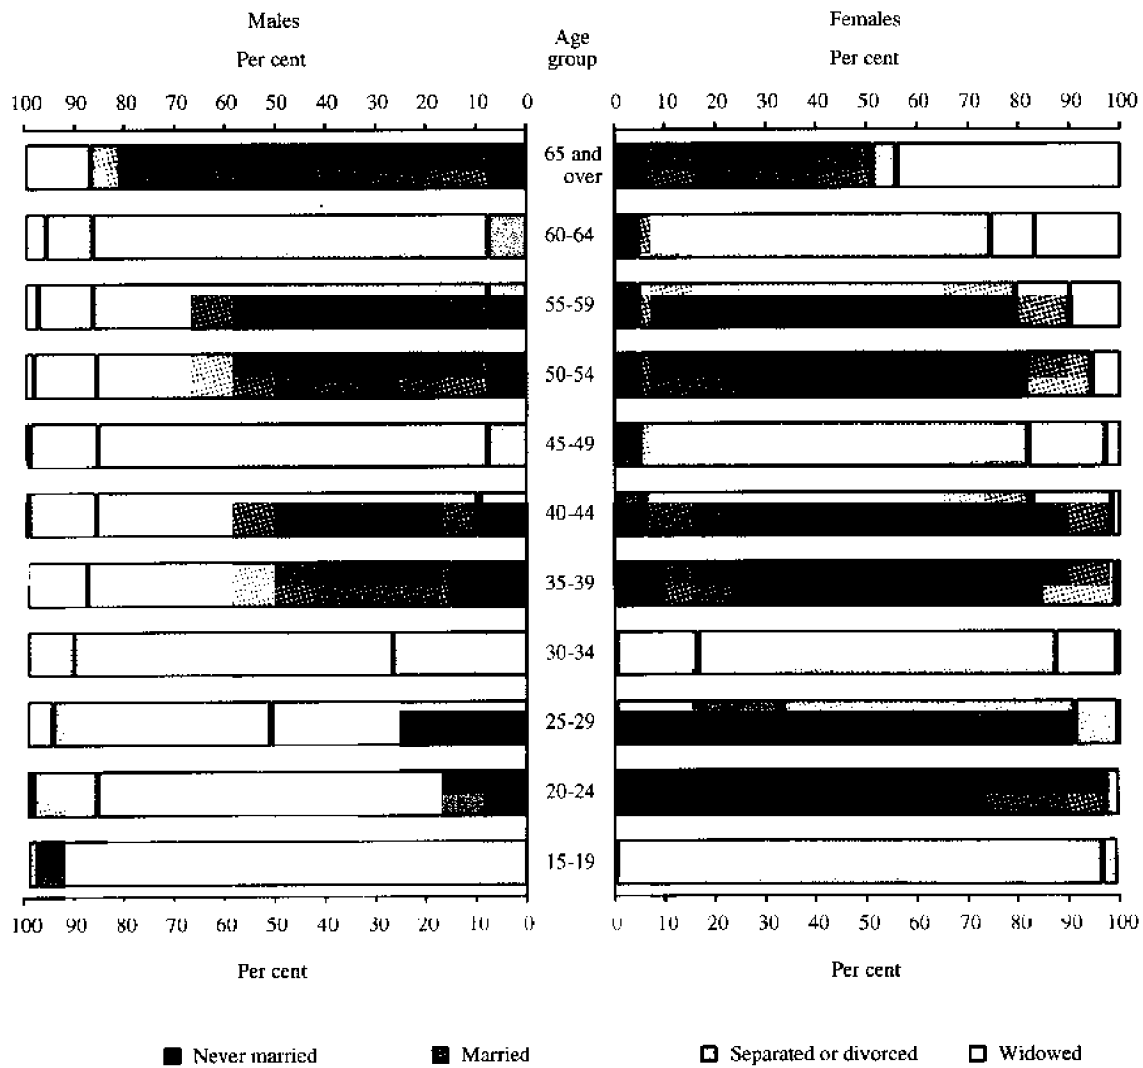 Males
Females
Per cent
Age
group
Per cent
100 90 80 70 60 50 40 30 20 10 0
0 10 20 30 40 50 60 70 80 90 100
65 and
over
60-64
55-59
50-54
45-49
40-44
35-39
30-34
25-29
20-24
15-19
100 90 80 70 60 50 40 30 20 10 0
0 10 20 30 40 50 60 70 80 90 100
Per cent
Per cent
Never married
Married
Separated or divorced
Widowed